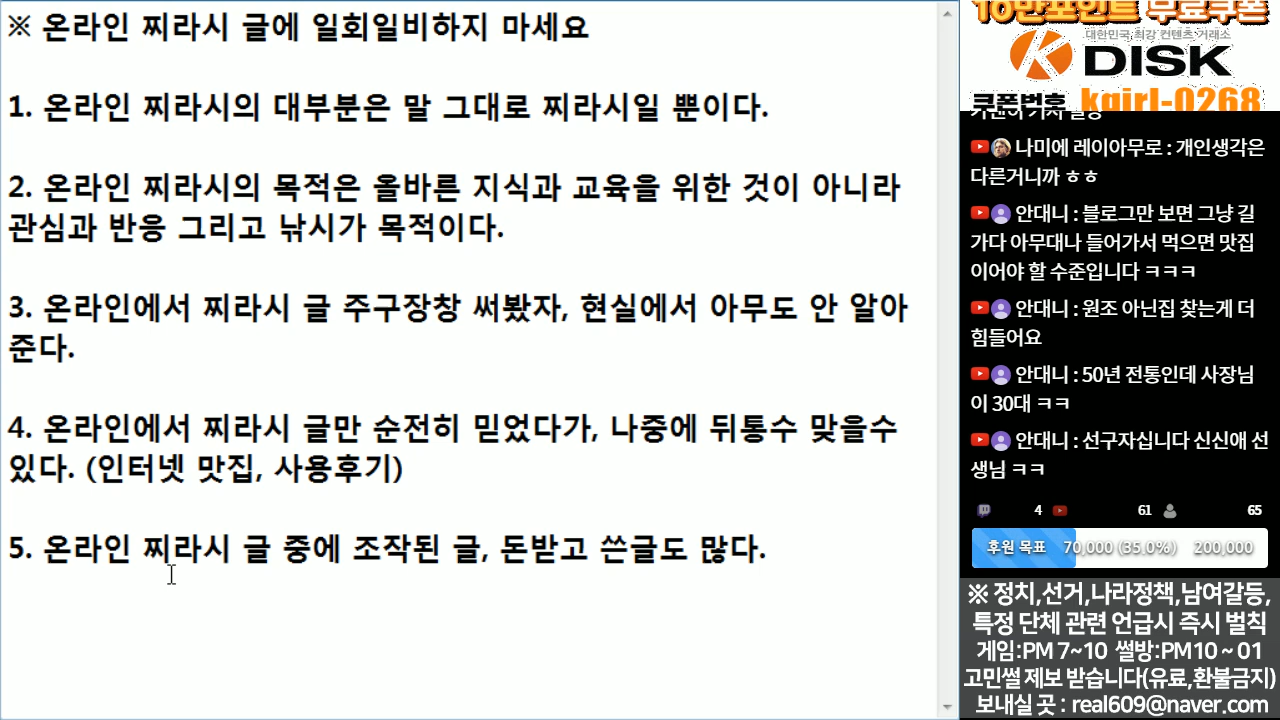 ※ 온라인 찌라시 글에 일희일비하지 마세요
1. 온라인 찌라시의 대부분은 말 그대로 찌라시일 뿐이다.
2. 온라인 찌라시의 목적은 올바른 지식과 교육을 위한 것이 아니라
관심과 반응 그리고 낚시가 목적이다.
3. 온라인에서 찌라시 글 주구장창 써봤자, 현실에서 아무도 안 알아
준다.
4. 온라인에서 찌라시 글만 순전히 믿었다가, 나중에 뒤통수 맞을수
있다. (인터넷 맛집, 사용후기)
5. 온라인 찌라시 글 중에 조작된 글, 돈받고 쓴글도 많다.
10만포인트 무료쿠폰
대한민국 최강 컨텐츠 거래소
K DISK
쿠폰번호 kgirl-0268
나미에 레이아무로 : 개인생각은
다른거니까 ㅎㅎ
안대니 : 블로그만 보면 그냥 길
가다 아무대나 들어가서 먹으면 맛집
이어야 할 수준입니다 ㅋㅋㅋ
안대니 : 원조 아닌집 찾는게 더
힘들어요
안대니 : 50년 전통인데 사장님
이 30대 ㅋㅋ
안대니 : 선구자십니다 신신애 선
생님 ㅋㅋ
4 61 65
후원 목표 70,000 (35.0%) 200,000
※ 정치,선거,나라정책,남여갈등,
특정 단체 관련 언급시 즉시 벌칙
게임:PM 7~10 썰방:PM10 ~ 01
고민썰 제보 받습니다(유료,환불금지)
보내실 곳 : real609@naver.com